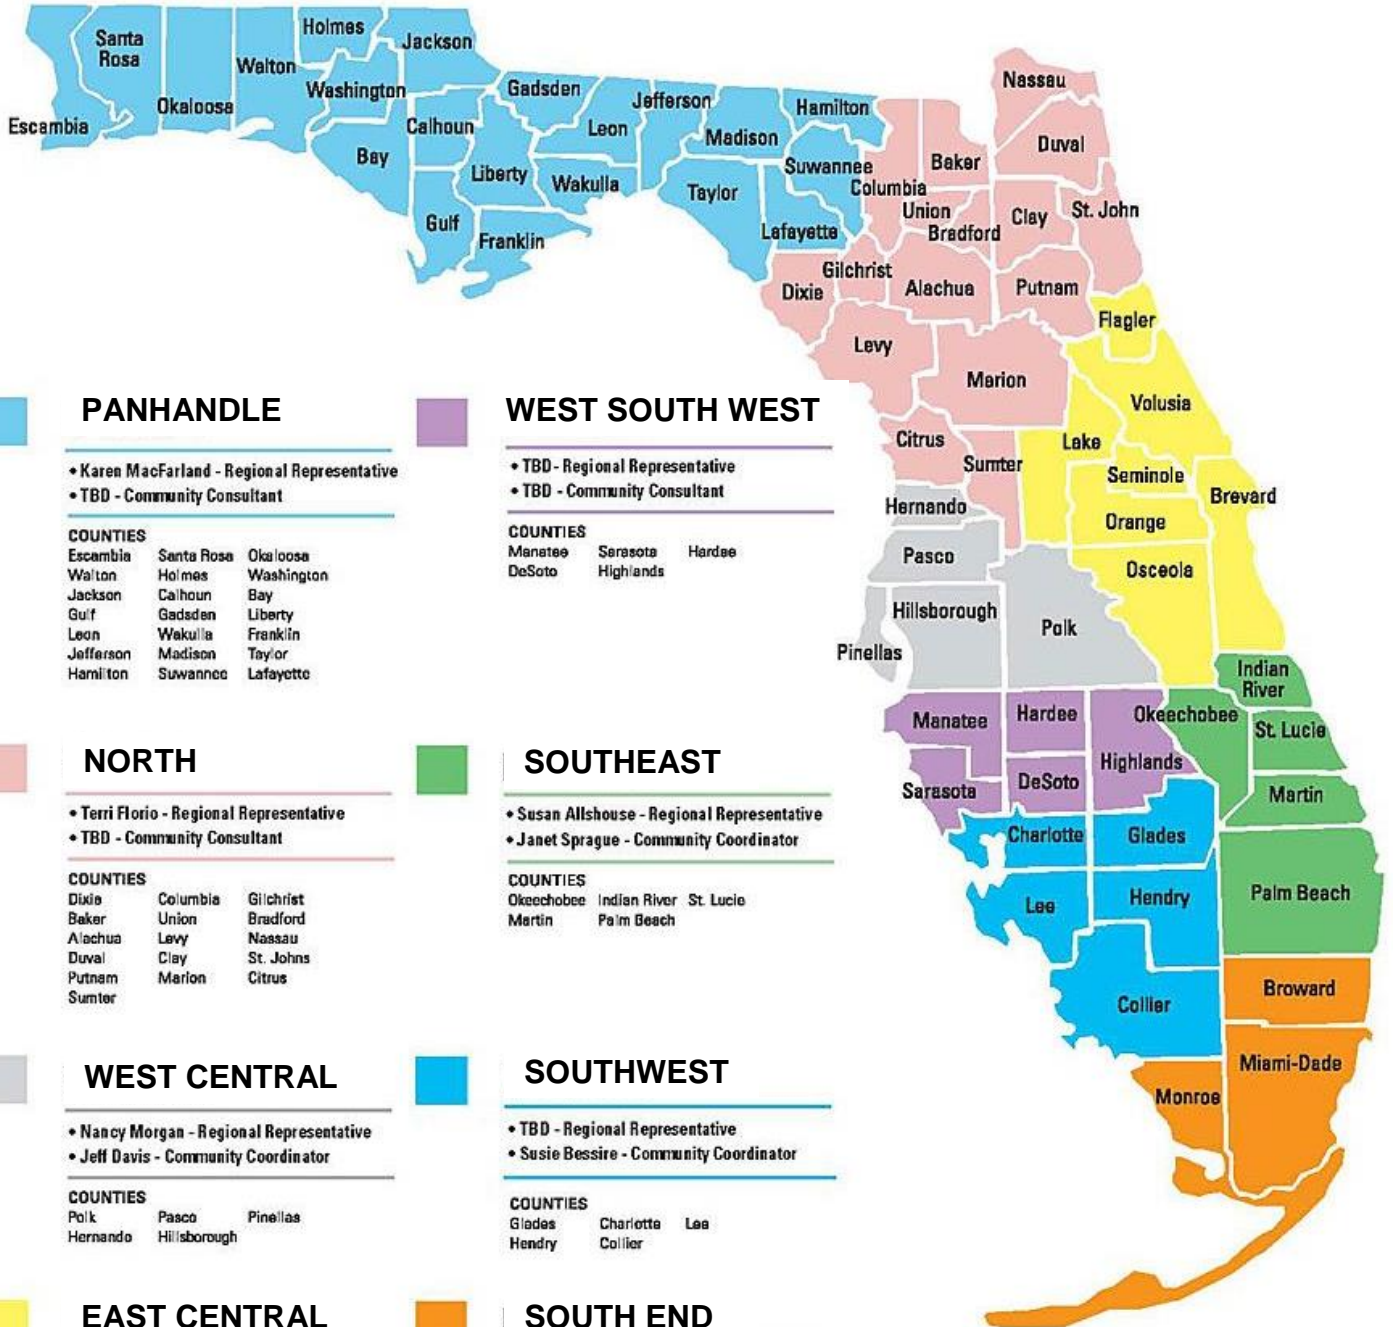 Holmes
Santa
Rosa
Jackson
Walton
Washington
Okaloosa
Escambia
Gadsden
Jefferson
Hamilton
Calhoun
Leon
Madison
Bay
Liberty
Wakulla
Suwannee
Taylor
Gulf
Franklin
Lafayette
Nassau
Duval
Baker
Columbia
Union
Bradford
Clay
St. John
Gilchrist
Dixie
Alachua
Putnam
Flagler
Levy
Marion
Volusia
Citrus
Sumter
Lake
Seminole
Brevard
Hernando
Orange
Pasco
Osceola
Hillsborough
Polk
Pinellas
Indian
River
Manatee
Hardee
Okeechobee
St. Lucie
Highlands
Sarasota
DeSoto
Martin
Charlotte
Glades
Lee
Hendry
Palm Beach
Collier
Broward
Miami-Dade
Monroe
PANHANDLE
• Karen MacFarland - Regional Representative
• TBD - Community Consultant
COUNTIES
Escambia Santa Rosa Okaloosa
Walton Holmes Washington
Jackson Calhoun Bay
Gulf Gadsden Liberty
Leon Wakulla Franklin
Jefferson Madison Taylor
Hamilton Suwannee Lafayette
WEST SOUTH WEST
• TBD - Regional Representative
• TBD - Community Consultant
COUNTIES
Manatee Sarasota Hardee
DeSoto Highlands
NORTH
• Terri Florio - Regional Representative
• TBD - Community Consultant
COUNTIES
Dixie Columbia Gilchrist
Baker Union Bradford
Alachua Levy Nassau
Duval Clay St. Johns
Putnam Marion Citrus
Sumter
SOUTHEAST
• Susan Allshouse - Regional Representative
• Janet Sprague - Community Coordinator
COUNTIES
Okeechobee Indian River St. Lucie
Martin Palm Beach
WEST CENTRAL
• Nancy Morgan - Regional Representative
• Jeff Davis - Community Coordinator
COUNTIES
Polk Pasco Pinellas
Hernando Hillsborough
SOUTHWEST
• TBD - Regional Representative
• Susie Bessire - Community Coordinator
COUNTIES
Glades Charlotte Lee
Hendry Collier
EAST CENTRAL
SOUTH END